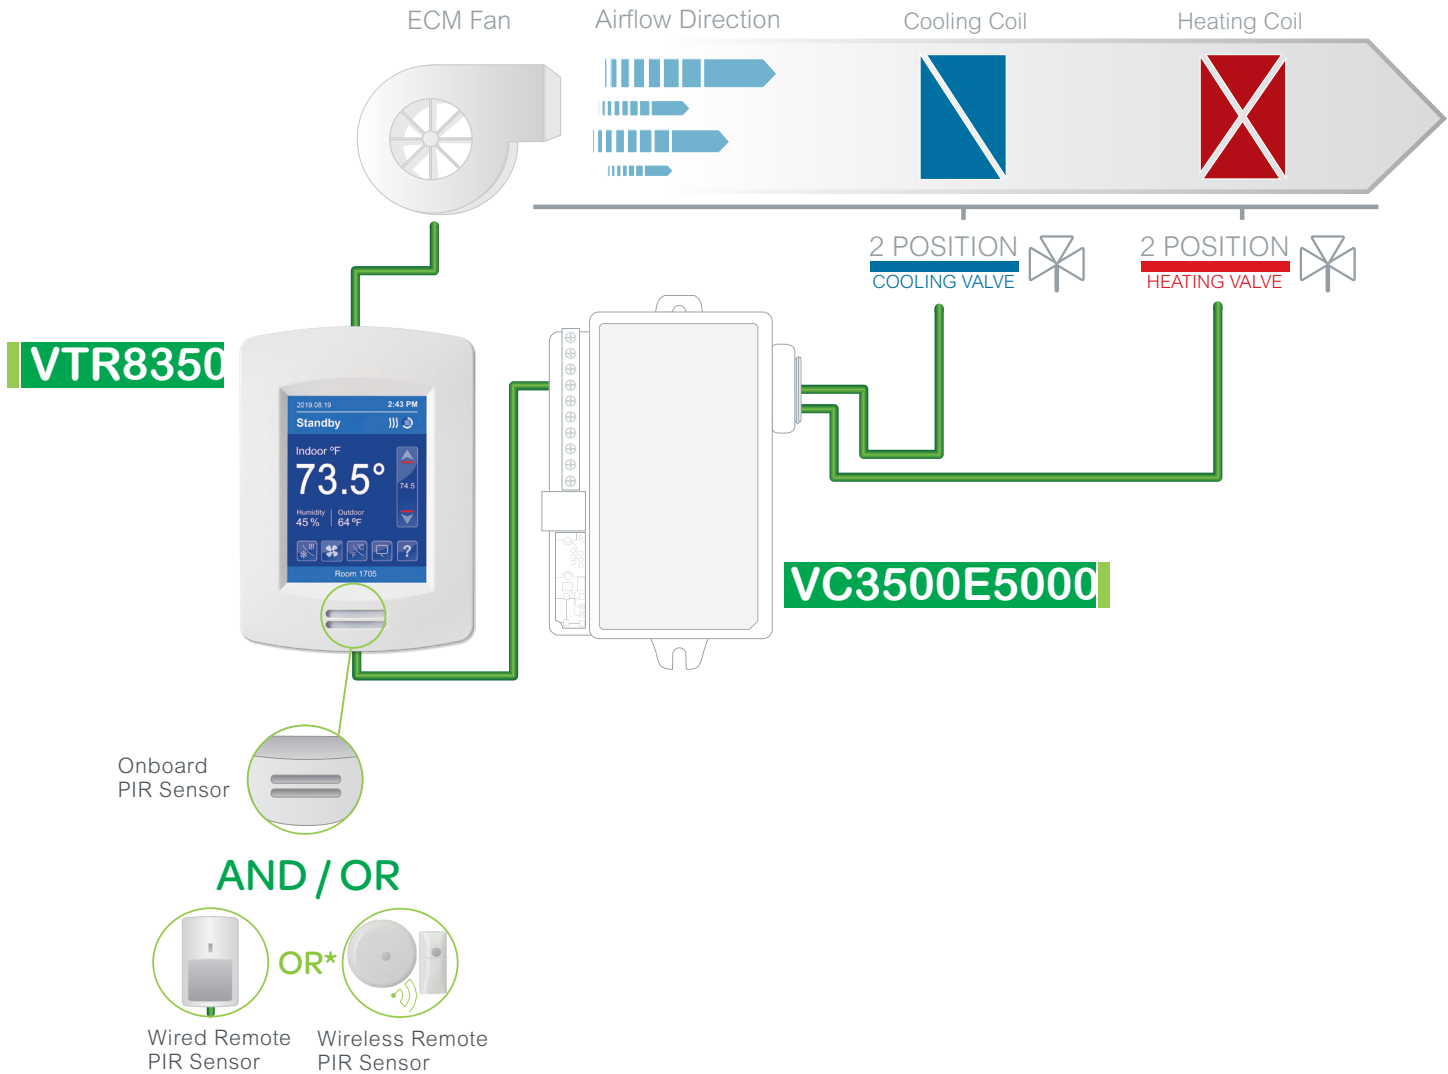 ECM Fan
Airflow Direction
Cooling Coil
Heating Coil
2 POSITION
COOLING VALVE
2 POSITION
HEATING VALVE
VTR8350
2019.08.19 2:43 PM
Standby
Indoor °F
73.5°
74.5
Humidity
45 %
Outdoor
64 °F
°F °C
?
Room 1705
VC3500E5000
Onboard
PIR Sensor
AND / OR
OR*
Wired Remote
PIR Sensor
Wireless Remote
PIR Sensor